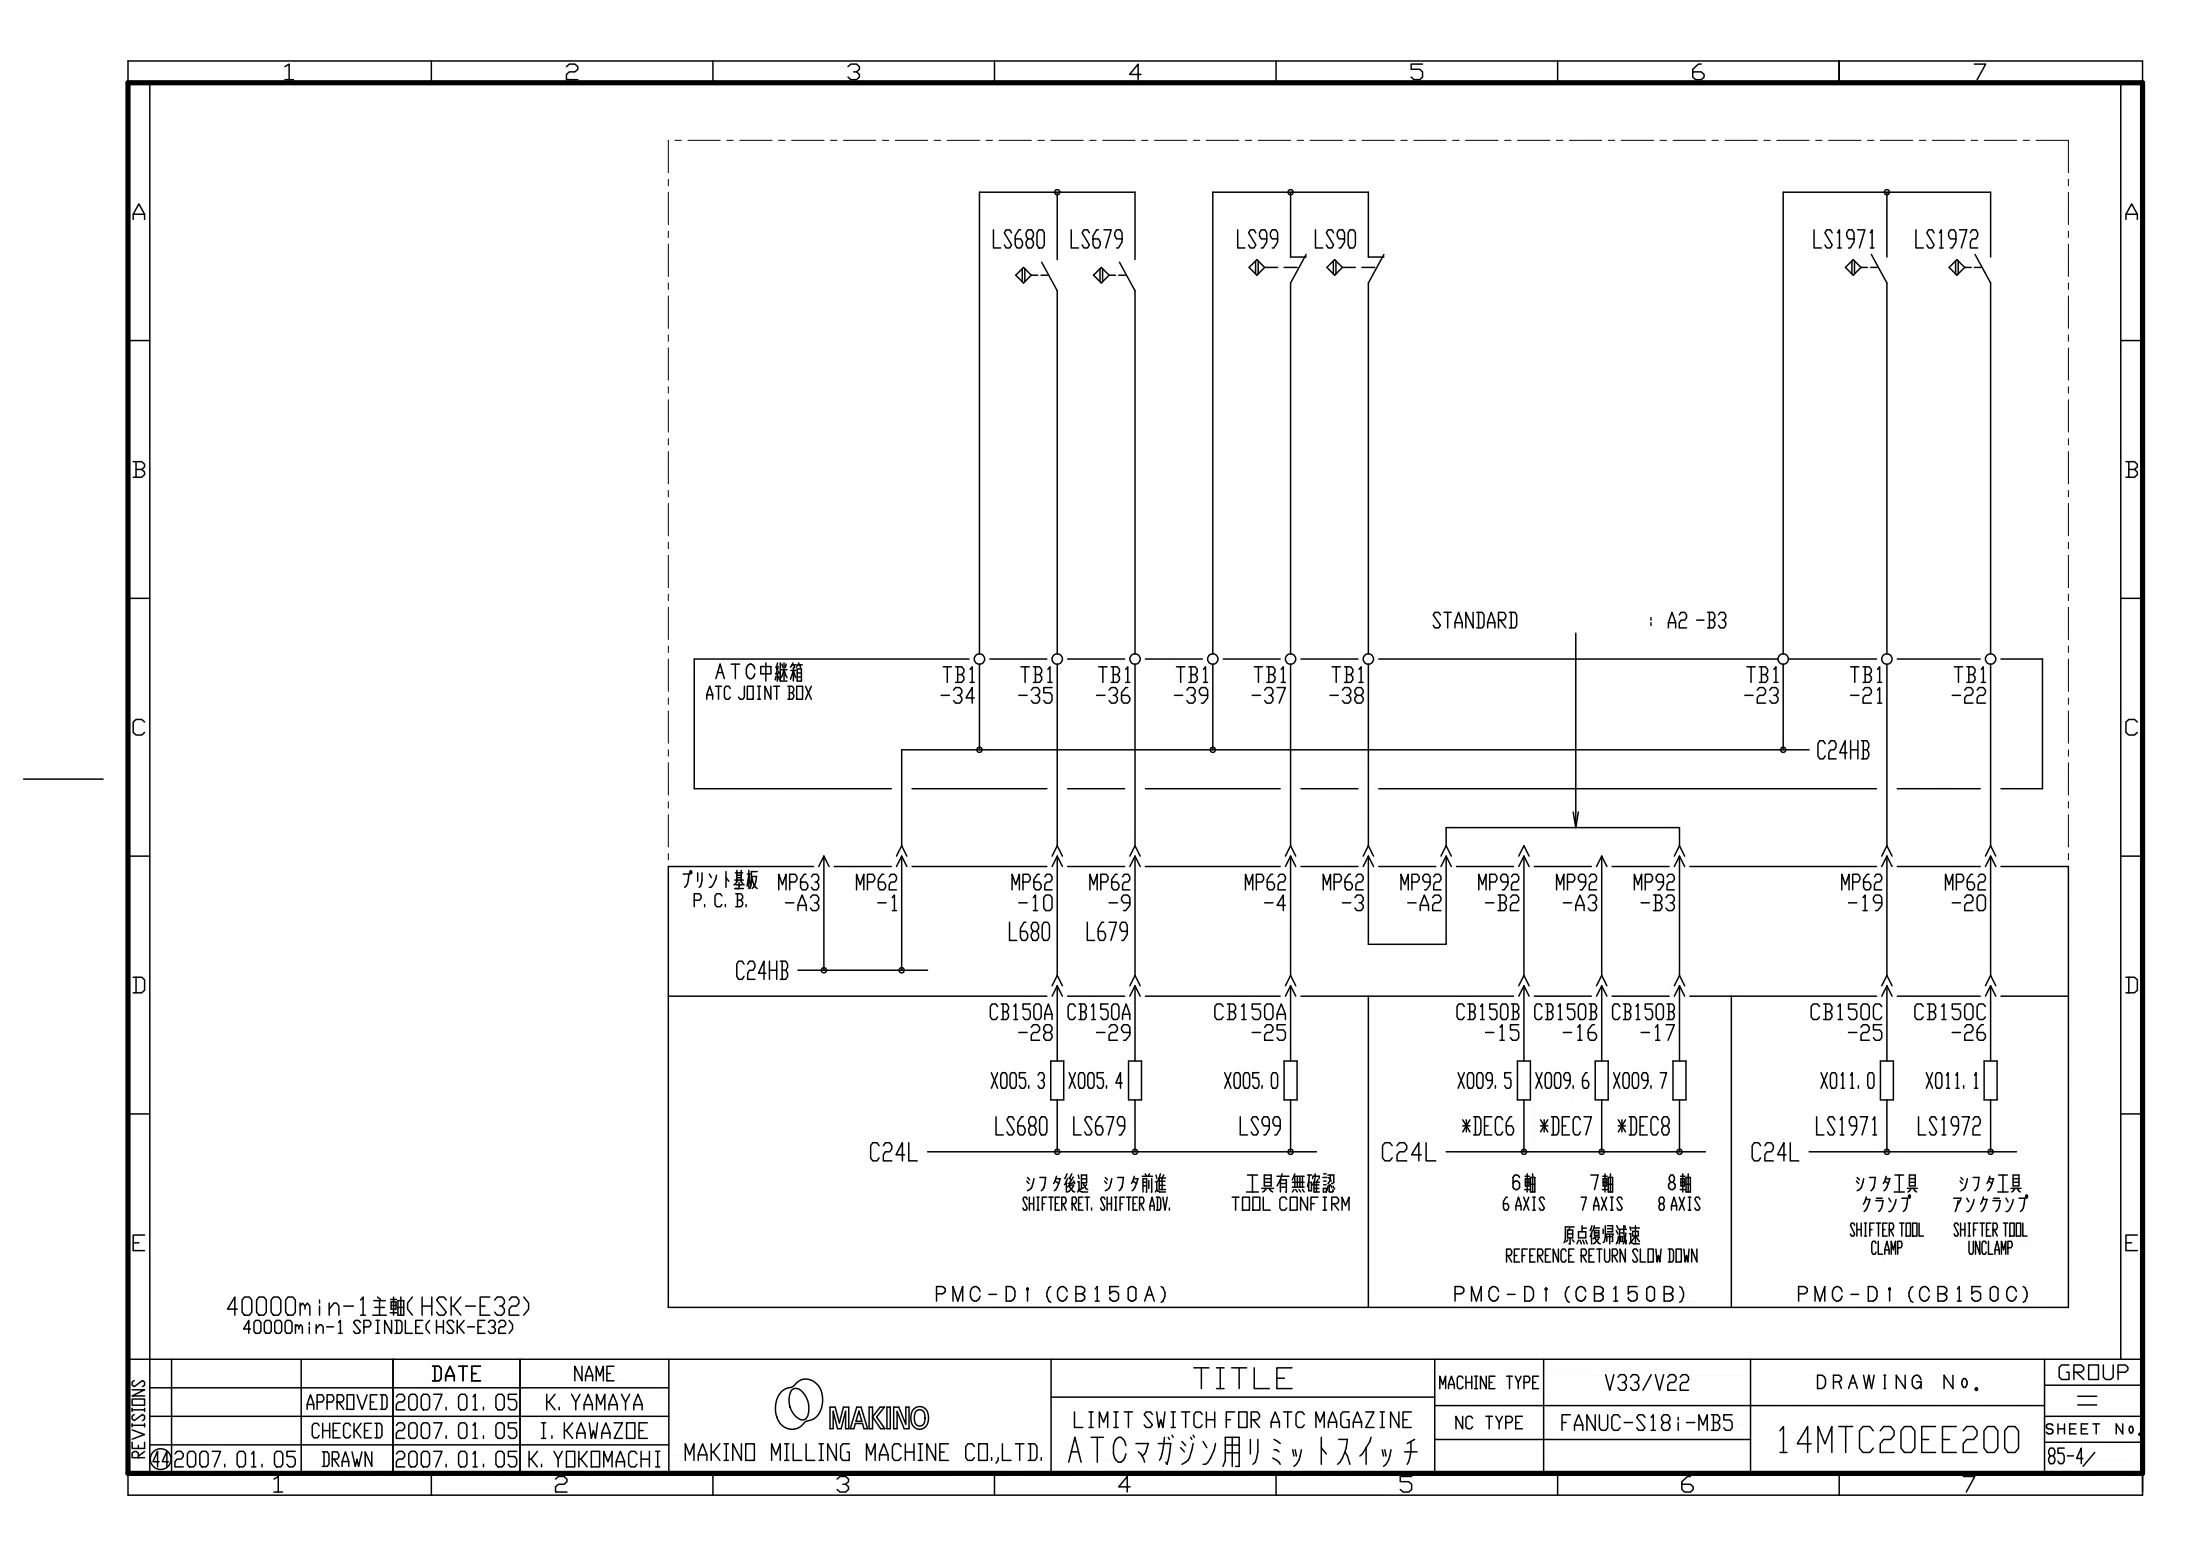 1 2 3 4 5 6 7
A A
LS680 LS679 LS99 LS90 LS1971 LS1972
B B
STANDARD : A2 -B3
ATC中継箱
ATC JOINT BOX
TB1 TB1 TB1 TB1 TB1 TB1 TB1 TB1 TB1
-34 -35 -36 -39 -37 -38 -23 -21 -22
C C
C24HB
プリント基板
P. C. B.
MP63 MP62 MP62 MP62 MP62 MP62 MP92 MP92 MP92 MP92 MP62 MP62
-A3 -1 -10 -9 -4 -3 -A2 -B2 -A3 -B3 -19 -20
L680 L679
C24HB
D D
CB150A CB150A CB150A CB150B CB150B CB150B CB150C CB150C
-28 -29 -25 -15 -16 -17 -25 -26
X005.3 X005.4 X005.0 X009.5 X009.6 X009.7 X011.0 X011.1
LS680 LS679 LS99 *DEC6 *DEC7 *DEC8 LS1971 LS1972
C24L C24L C24L
シフタ後退 シフタ前進 工具有無確認 6軸 7軸 8軸 シフタ工具 シフタ工具
クランプ アンクランプ
SHIFTER RET. SHIFTER ADV. TOOL CONFIRM 6 AXIS 7 AXIS 8 AXIS
SHIFTER TOOL SHIFTER TOOL
CLAMP UNCLAMP
原点復帰減速
REFERENCE RETURN SLOW DOWN
E E
PMC-D1 (CB150A) PMC-D1 (CB150B) PMC-D1 (CB150C)
40000min-1主軸(HSK-E32)
40000min-1 SPINDLE(HSK-E32)
REVISIONS
DATE NAME
APPROVED 2007. 01. 05 K. YAMAYA
CHECKED 2007. 01. 05 I. KAWAZOE
44 2007. 01. 05 DRAWN 2007. 01. 05 K. YOKOMACHI
MAKINO
MAKINO MILLING MACHINE CO.,LTD.
TITLE
LIMIT SWITCH FOR ATC MAGAZINE
ATCマガジン用リミットスイッチ
MACHINE TYPE V33/V22
NC TYPE FANUC-S18i-MB5
DRAWING No.
14MTC20EE200
GROUP
=
SHEET No.
85-4/
1 2 3 4 5 6 7